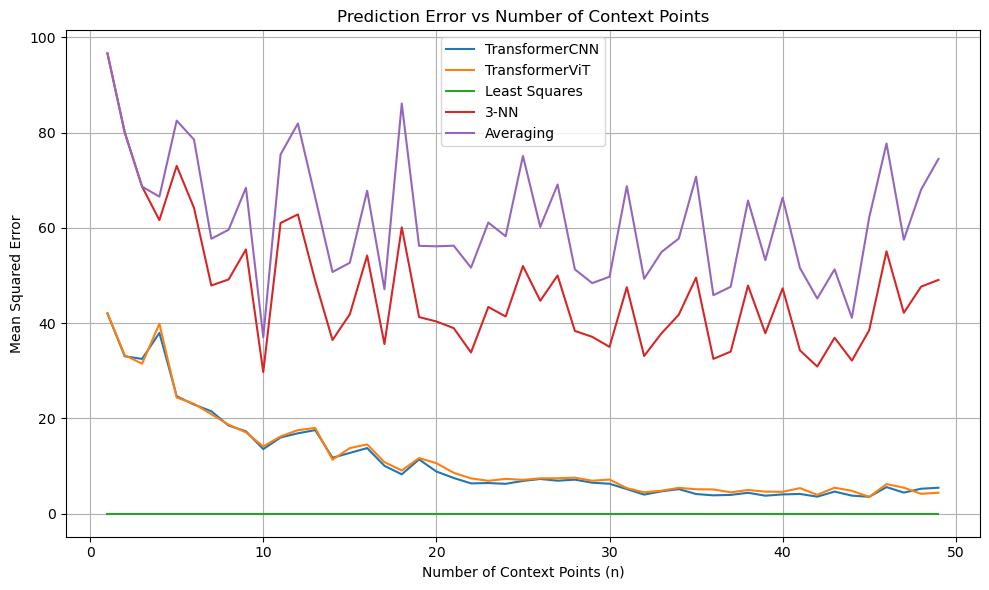 Prediction Error vs Number of Context Points
TransformerCNN
TransformerViT
Least Squares
3-NN
Averaging
Mean Squared Error
100
80
60
40
20
0
0 10 20 30 40 50
Number of Context Points (n)